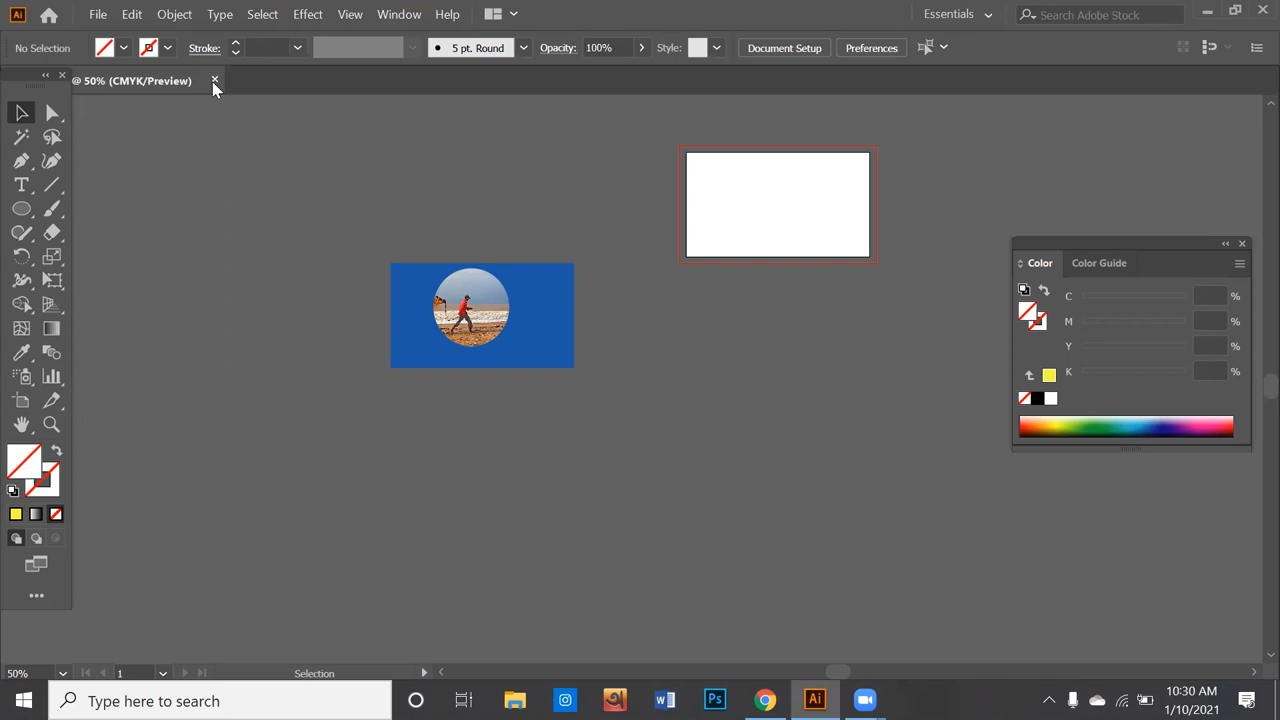 Ai File Edit Object Type Select Effect View Window Help Essentials Search Adobe Stock
No Selection Stroke: 5 pt. Round Opacity: 100% Style: Document Setup Preferences
@ 50% (CMYK/Preview)
Color Color Guide
C %
M %
Y %
K %
50% 1 Selection
Type here to search Ps Ai 10:30 AM
1/10/2021